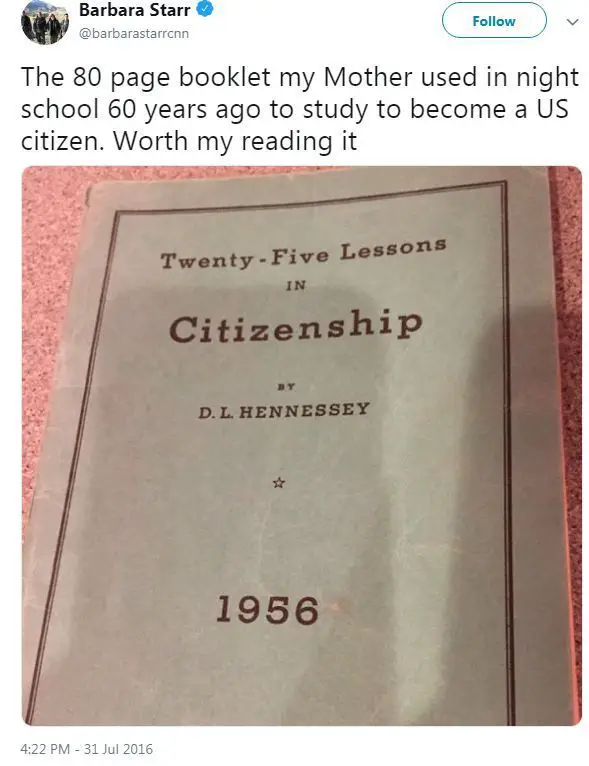 Barbara Starr
@barbarastarrcnn
Follow
The 80 page booklet my Mother used in night
school 60 years ago to study to become a US
citizen. Worth my reading it
Twenty-Five Lessons
IN
Citizenship
BY
D. L. HENNESSEY
1956
4:22 PM - 31 Jul 2016